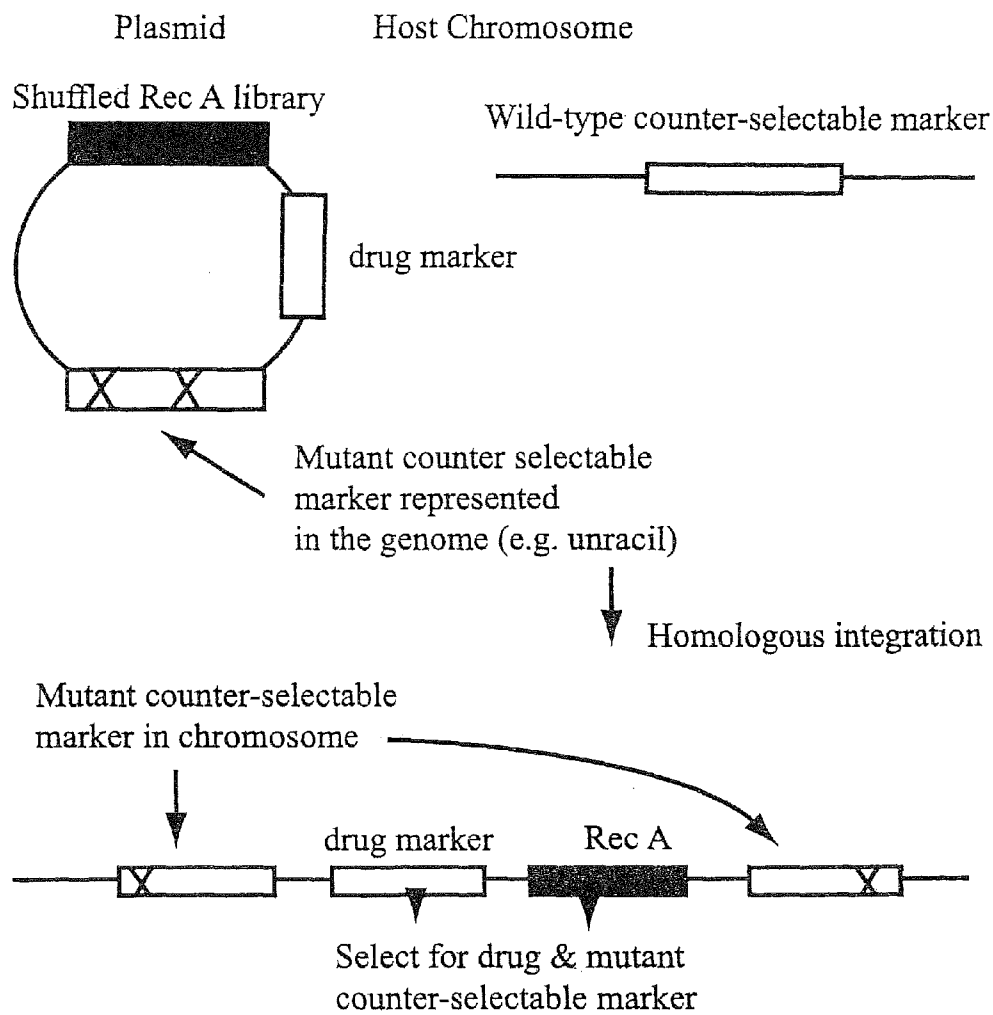 Plasmid
Host Chromosome
Shuffled Rec A library
Wild-type counter-selectable marker
drug marker
Mutant counter selectable
marker represented
in the genome (e.g. unracil)
Homologous integration
Mutant counter-selectable
marker in chromosome
drug marker
Rec A
Select for drug & mutant
counter-selectable marker